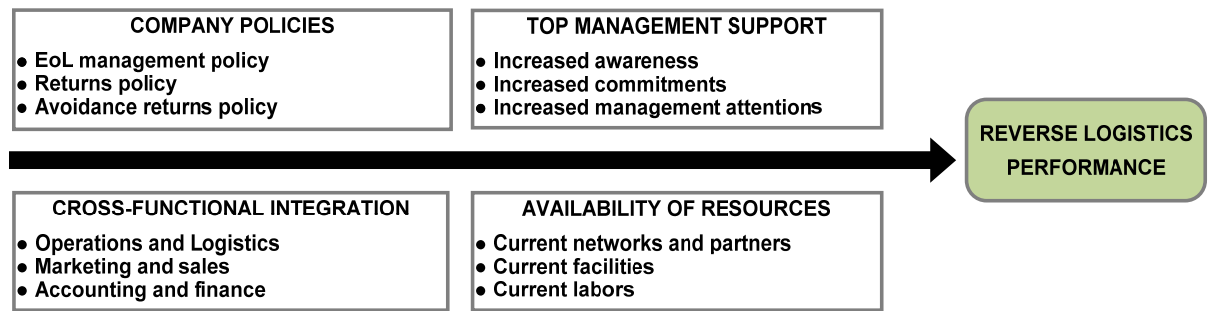 COMPANY POLICIES
● EoL management policy
● Returns policy
● Avoidance returns policy
TOP MANAGEMENT SUPPORT
● Increased awareness
● Increased commitments
● Increased management attentions
CROSS-FUNCTIONAL INTEGRATION
● Operations and Logistics
● Marketing and sales
● Accounting and finance
AVAILABILITY OF RESOURCES
● Current networks and partners
● Current facilities
● Current labors
REVERSE LOGISTICS
PERFORMANCE